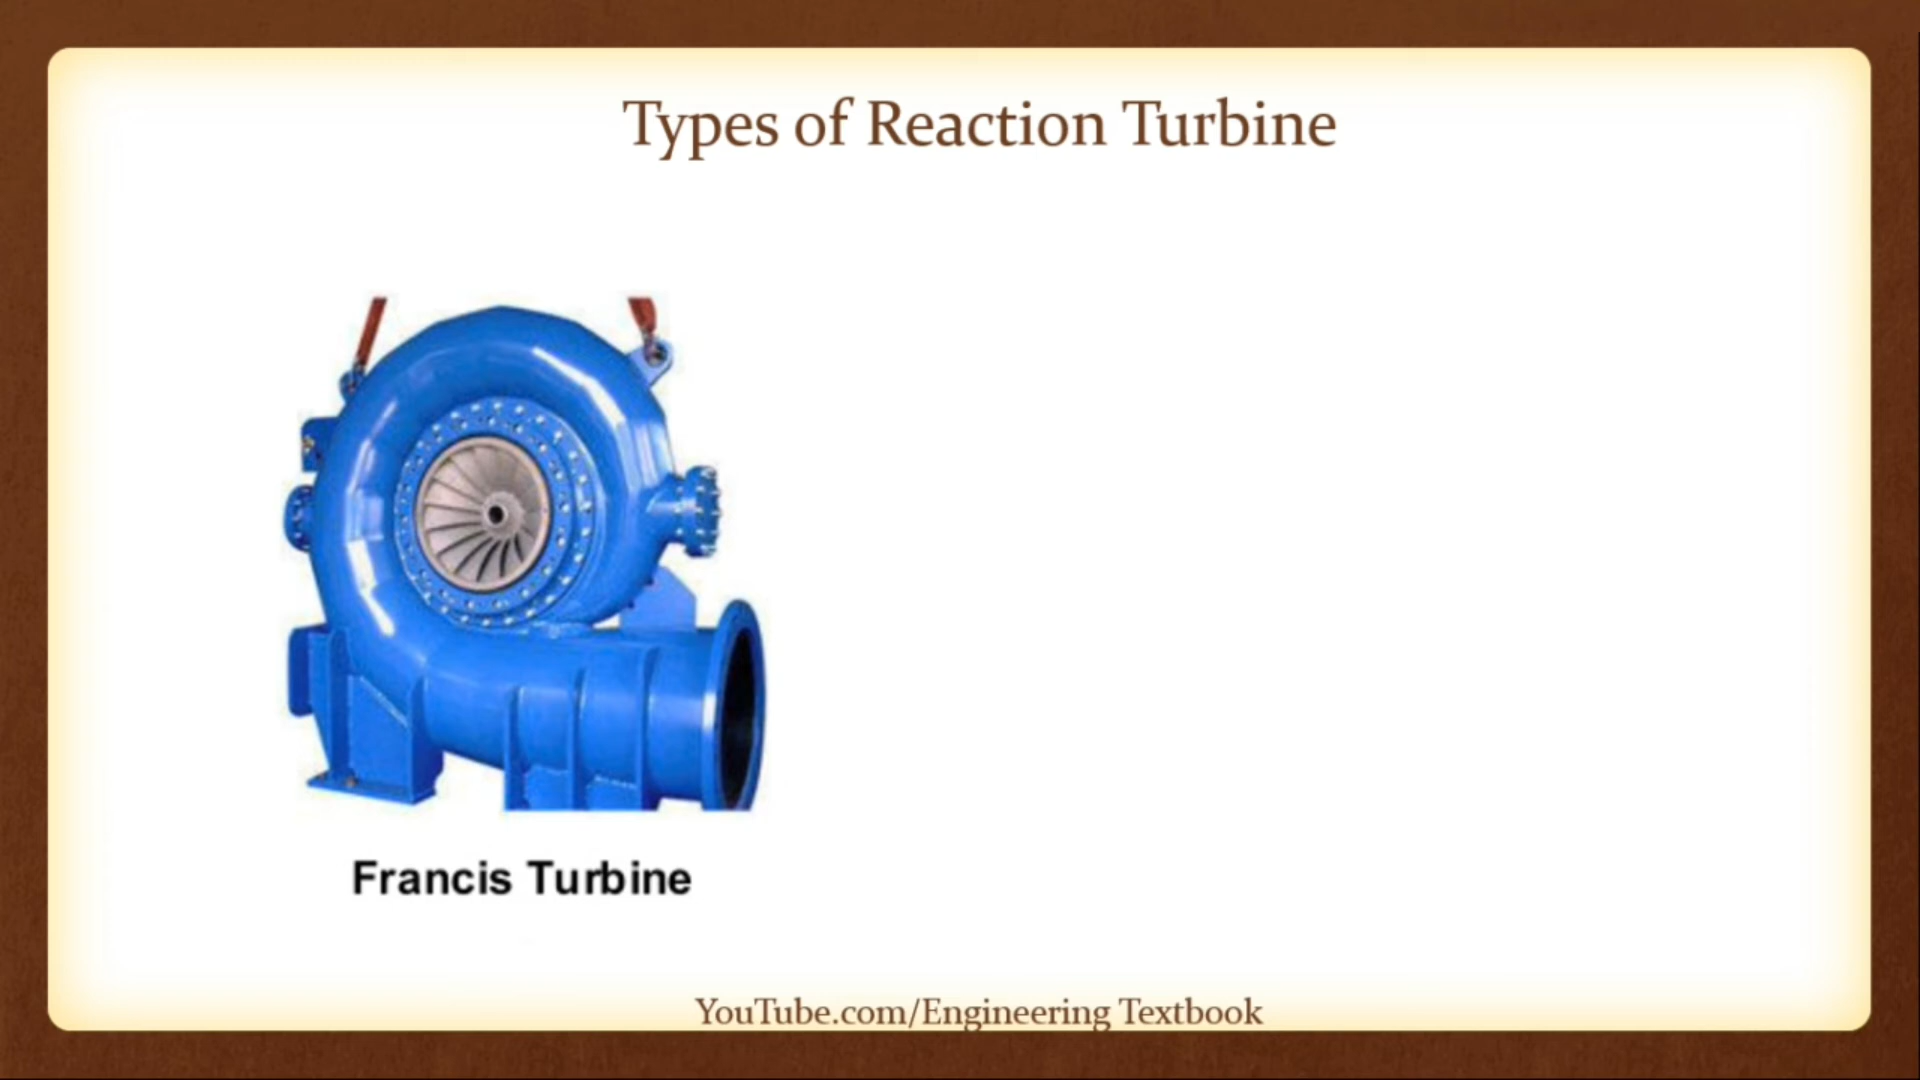 Types of Reaction Turbine
Francis Turbine
YouTube.com/Engineering Textbook